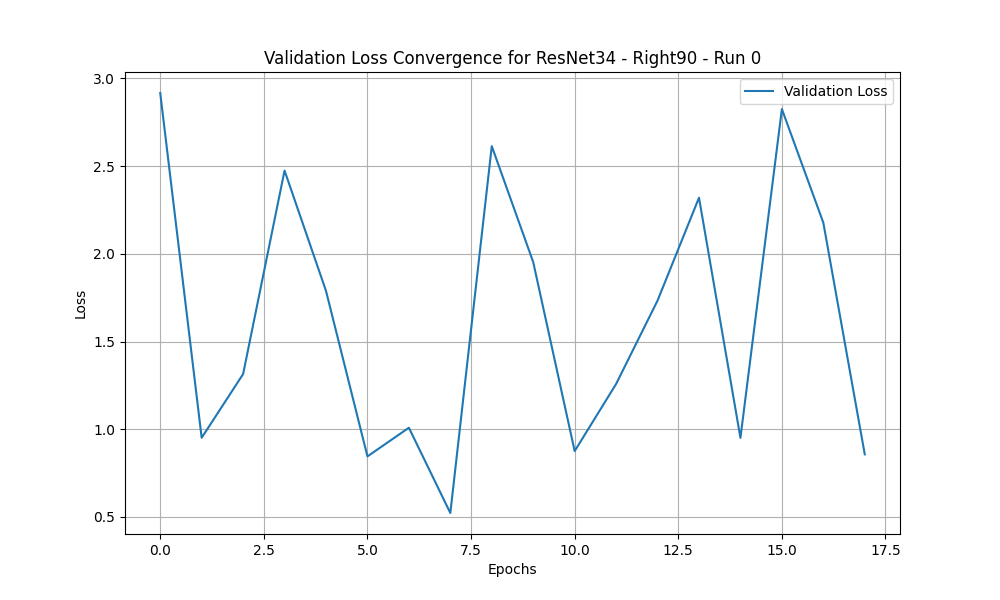 Validation Loss Convergence for ResNet34 - Right90 - Run 0
Validation Loss
3.0
2.5
2.0
1.5
1.0
0.5
Loss
0.0 2.5 5.0 7.5 10.0 12.5 15.0 17.5
Epochs